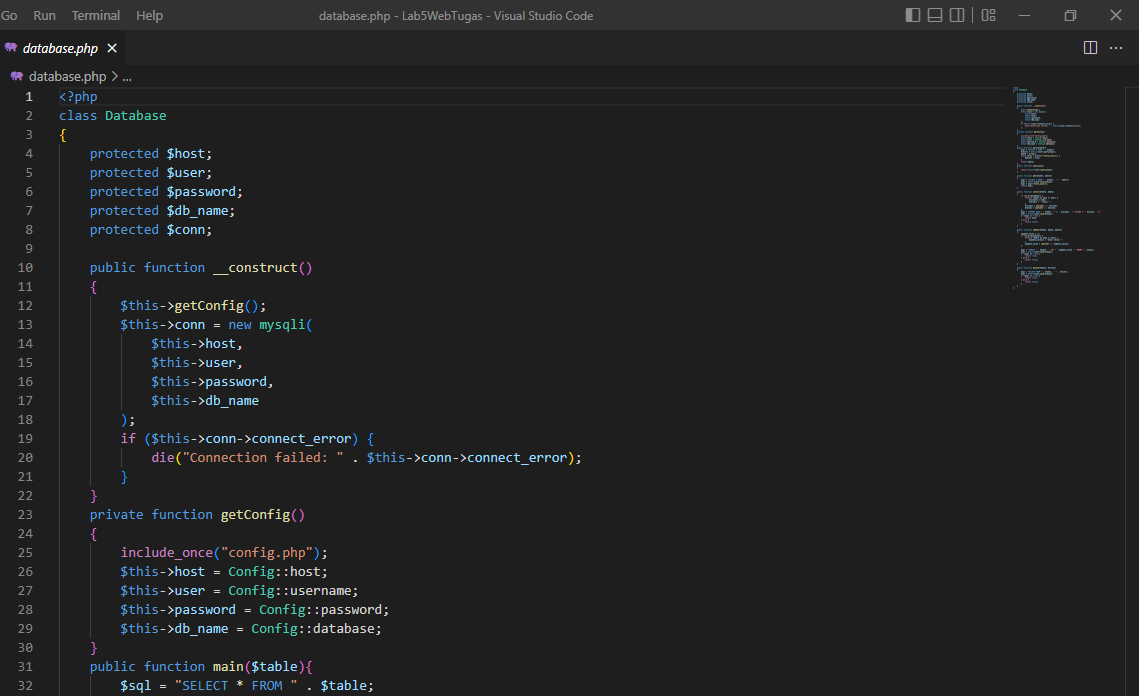 Go Run Terminal Help database.php - Lab5WebTugas - Visual Studio Code
database.php
database.php > ...
1 <?php
2 class Database
3 {
4     protected $host;
5     protected $user;
6     protected $password;
7     protected $db_name;
8     protected $conn;
9
10     public function __construct()
11     {
12         $this->getConfig();
13         $this->conn = new mysqli(
14             $this->host,
15             $this->user,
16             $this->password,
17             $this->db_name
18         );
19         if ($this->conn->connect_error) {
20             die("Connection failed: " . $this->conn->connect_error);
21         }
22     }
23     private function getConfig()
24     {
25         include_once("config.php");
26         $this->host = Config::host;
27         $this->user = Config::username;
28         $this->password = Config::password;
29         $this->db_name = Config::database;
30     }
31     public function main($table){
32         $sql = "SELECT * FROM " . $table;